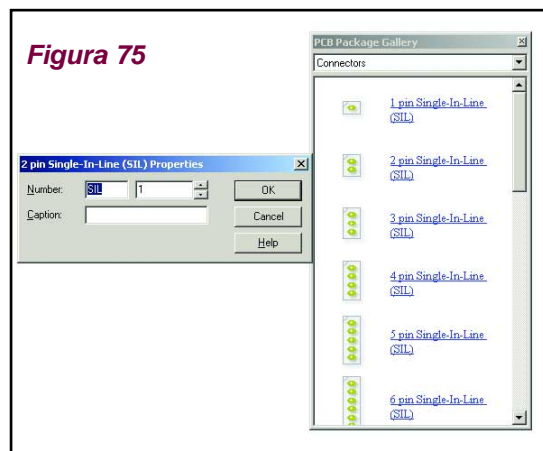 Figura 75
PCB Package Gallery
Connectors
1 pin Single-In-Line
(SIL)
2 pin Single-In-Line
(SIL)
3 pin Single-In-Line
(SIL)
4 pin Single-In-Line
(SIL)
5 pin Single-In-Line
(SIL)
6 pin Single-In-Line
(SIL)
2 pin Single-In-Line (SIL) Properties
Number: SIL 1 OK
Caption: Cancel
Help